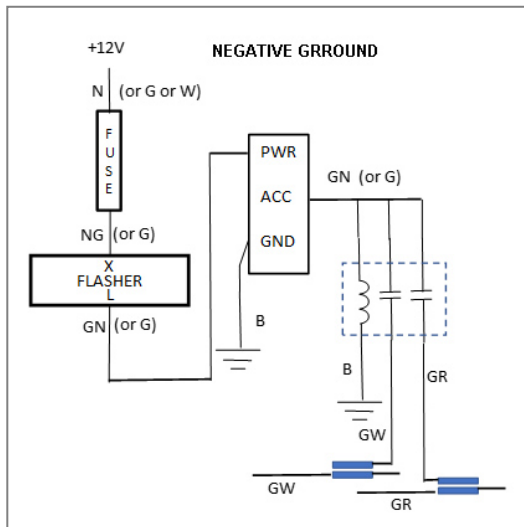 +12V
NEGATIVE GRROUND
N (or G or W)
FUSE
PWR
ACC
GND
GN (or G)
NG (or G)
X
FLASHER
L
GN (or G)
B
B
GR
GW
GW
GR